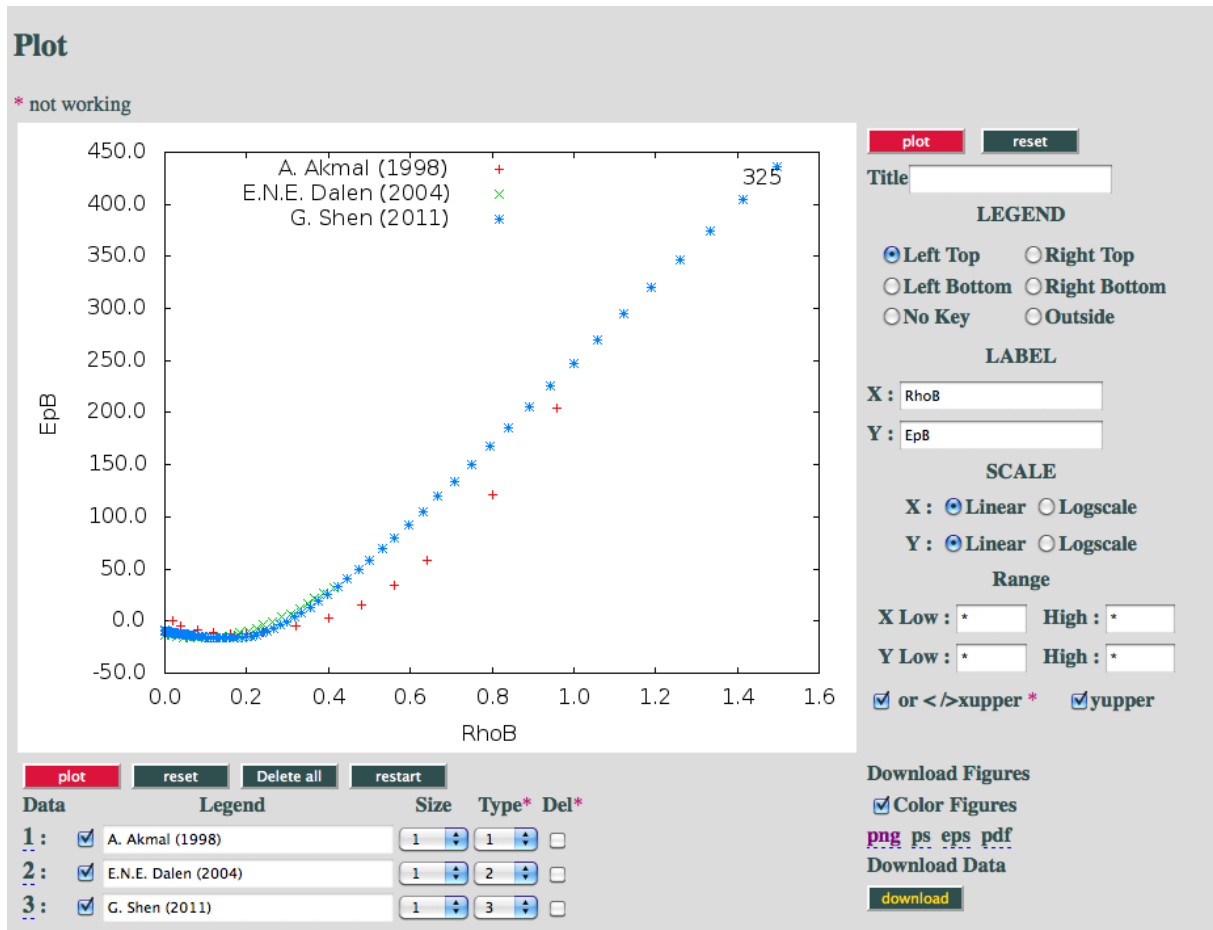 Plot
* not working
450.0
400.0
350.0
300.0
250.0
200.0
150.0
100.0
50.0
0.0
-50.0
EpB
A. Akmal (1998)
E.N.E. Dalen (2004)
G. Shen (2011)
325
0.0 0.2 0.4 0.6 0.8 1.0 1.2 1.4 1.6
RhoB
plot reset
Title
LEGEND
Left Top Right Top
Left Bottom Right Bottom
No Key Outside
LABEL
X : RhoB
Y : EpB
SCALE
X : Linear Logscale
Y : Linear Logscale
Range
X Low : * High : *
Y Low : * High : *
or </>xupper * yupper
plot reset Delete all restart
Data Legend Size Type* Del*
1 : A. Akmal (1998) 1 1
2 : E.N.E. Dalen (2004) 1 2
3 : G. Shen (2011) 1 3
Download Figures
Color Figures
png ps eps pdf
Download Data
download